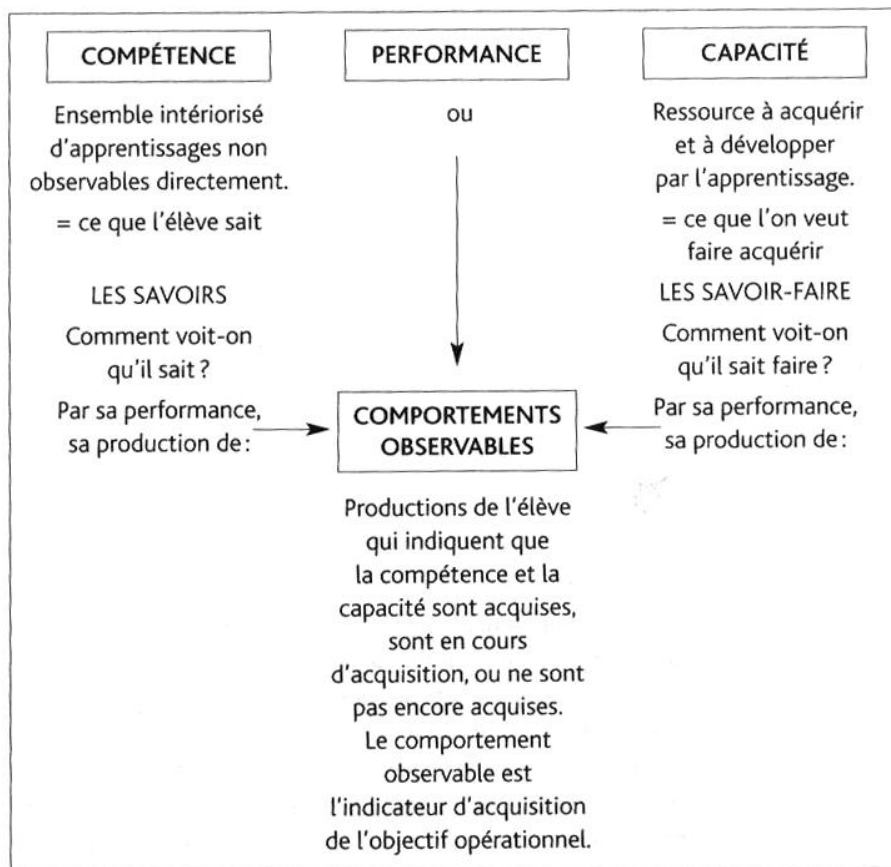 COMPÉTENCE
Ensemble intériorisé
d'apprentissages non
observables directement.
= ce que l'élève sait
LES SAVOIRS
Comment voit-on
qu'il sait ?
Par sa performance,
sa production de :
PERFORMANCE
ou
COMPORTEMENTS
OBSERVABLES
Productions de l'élève
qui indiquent que
la compétence et la
capacité sont acquises,
sont en cours
d'acquisition, ou ne sont
pas encore acquises.
Le comportement
observable est
l'indicateur d'acquisition
de l'objectif opérationnel.
CAPACITÉ
Ressource à acquérir
et à développer
par l'apprentissage.
= ce que l'on veut
faire acquérir
LES SAVOIR-FAIRE
Comment voit-on
qu'il sait faire ?
Par sa performance,
sa production de :